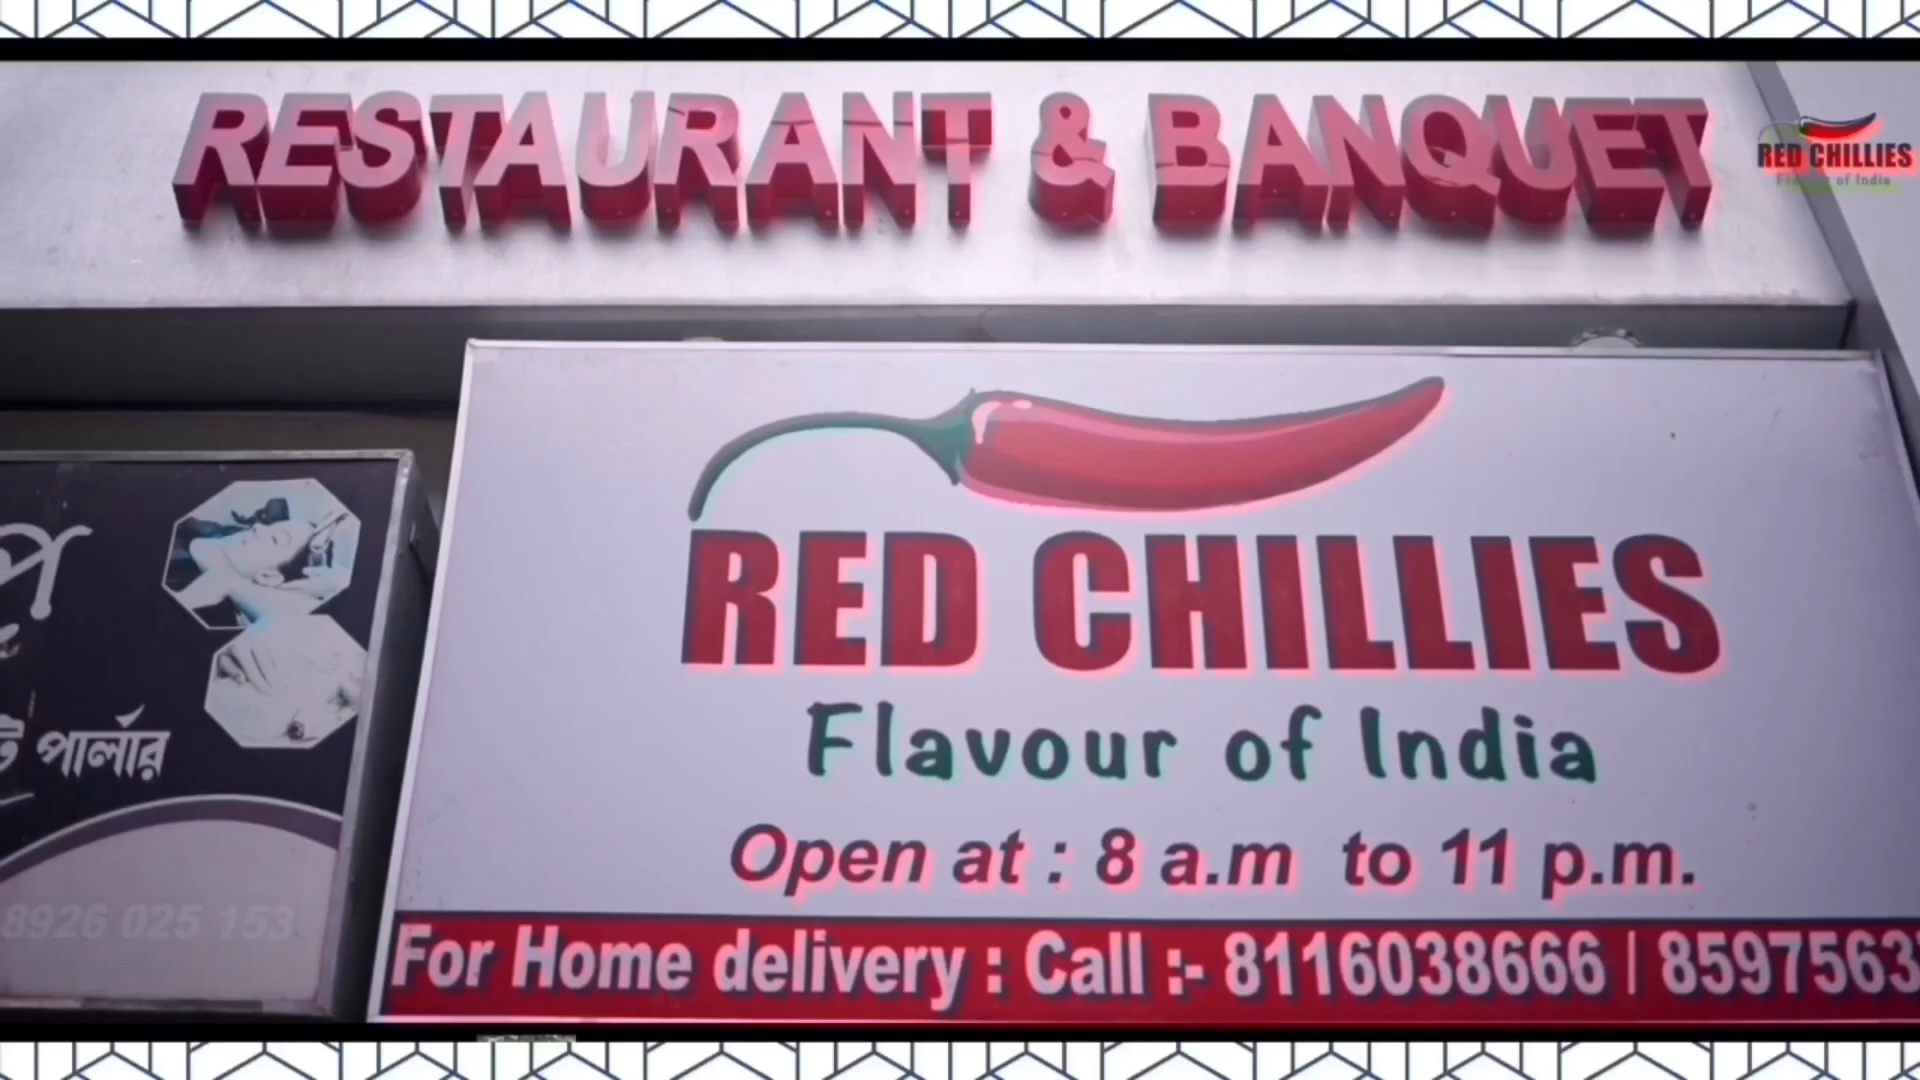 RESTAURANT & BANQUET
RED CHILLIES
Flavour of India
RED CHILLIES
Flavour of India
Open at : 8 a.m to 11 p.m.
For Home delivery : Call :- 8116038666 | 8597563
পার্লার
8926 025 153